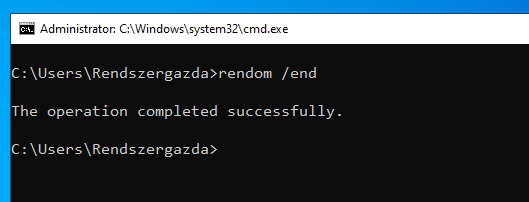 Administrator: C:\Windows\system32\cmd.exe
C:\Users\Rendszergazda>rendom /end
The operation completed successfully.
C:\Users\Rendszergazda>